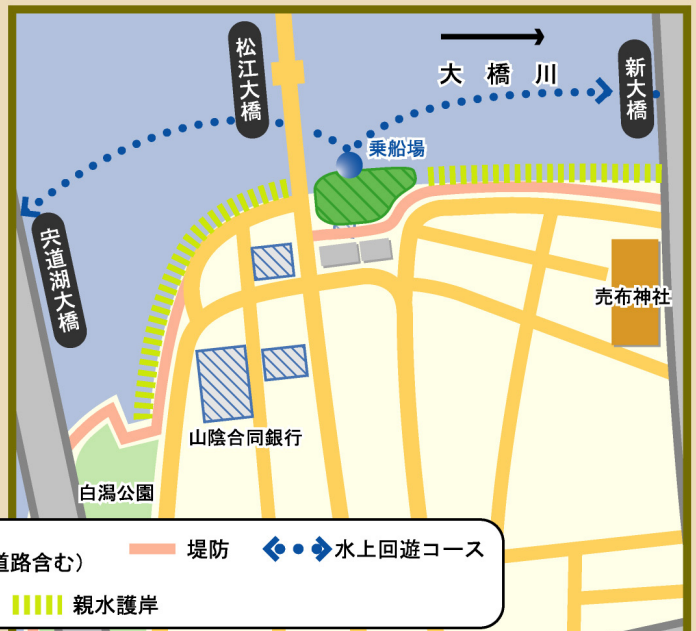 松江大橋
大橋川
新大橋
乗船場
宍道湖大橋
売布神社
山陰合同銀行
白潟公園
道路含む）
堤防
水上回遊コース
親水護岸